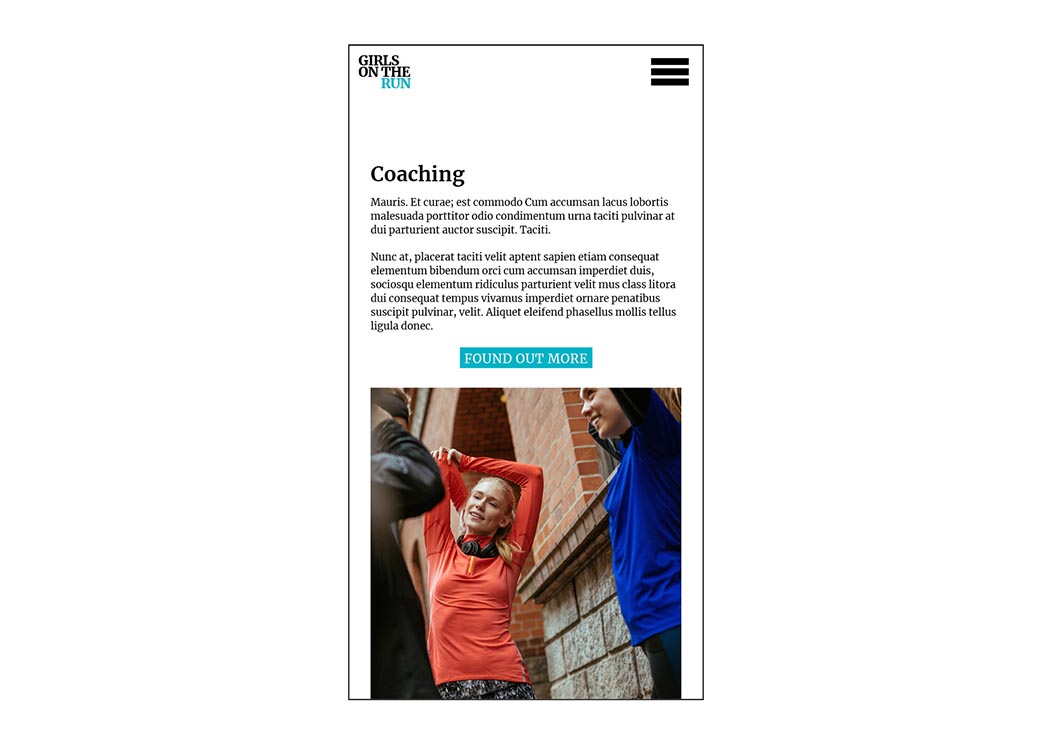 GIRLS
ON THE
RUN
Coaching
Mauris. Et curae; est commodo Cum accumsan lacus lobortis
malesuada porttitor odio condimentum urna taciti pulvinar at
dui parturient auctor suscipit. Taciti.
Nunc at, placerat taciti velit aptent sapien etiam consequat
elementum bibendum orci cum accumsan imperdiet duis,
sociosqu elementum ridiculus parturient velit mus class litora
dui consequat tempus vivamus imperdiet ornare penatibus
suscipit pulvinar, velit. Aliquet eleifend phasellus mollis tellus
ligula donec.
FOUND OUT MORE